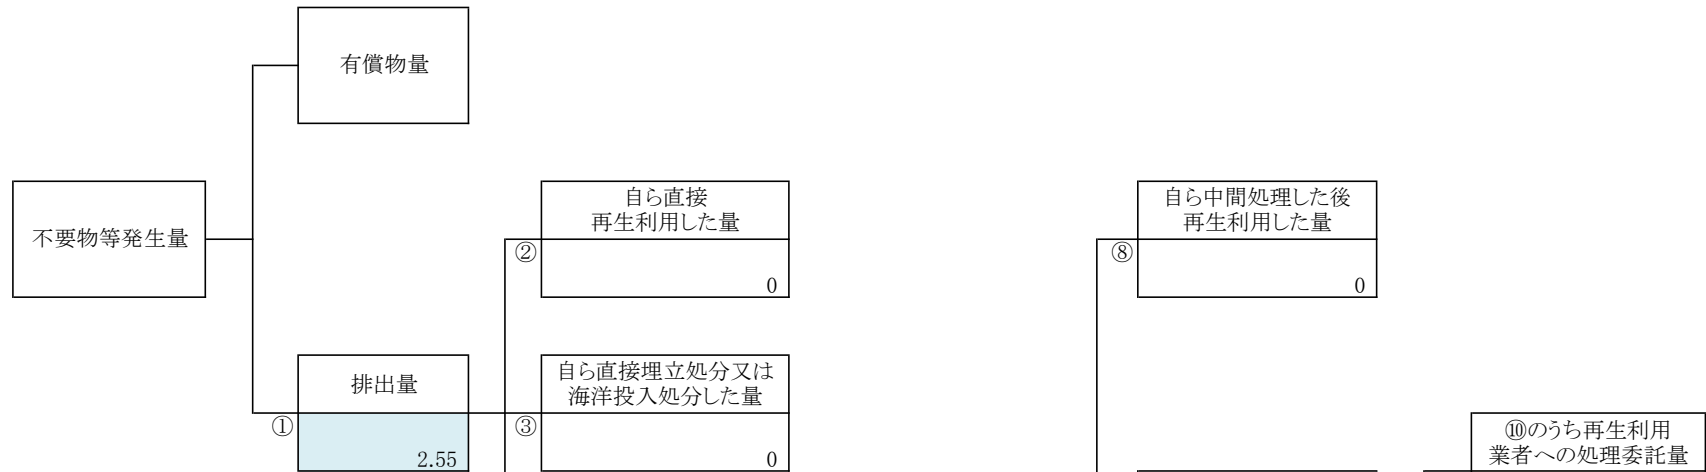 有償物量
不要物等発生量
自ら直接
再生利用した量
②
0
自ら中間処理した後
再生利用した量
⑧
0
排出量
①
2.55
自ら直接埋立処分又は
海洋投入処分した量
③
0
⑩のうち再生利用
業者への処理委託量